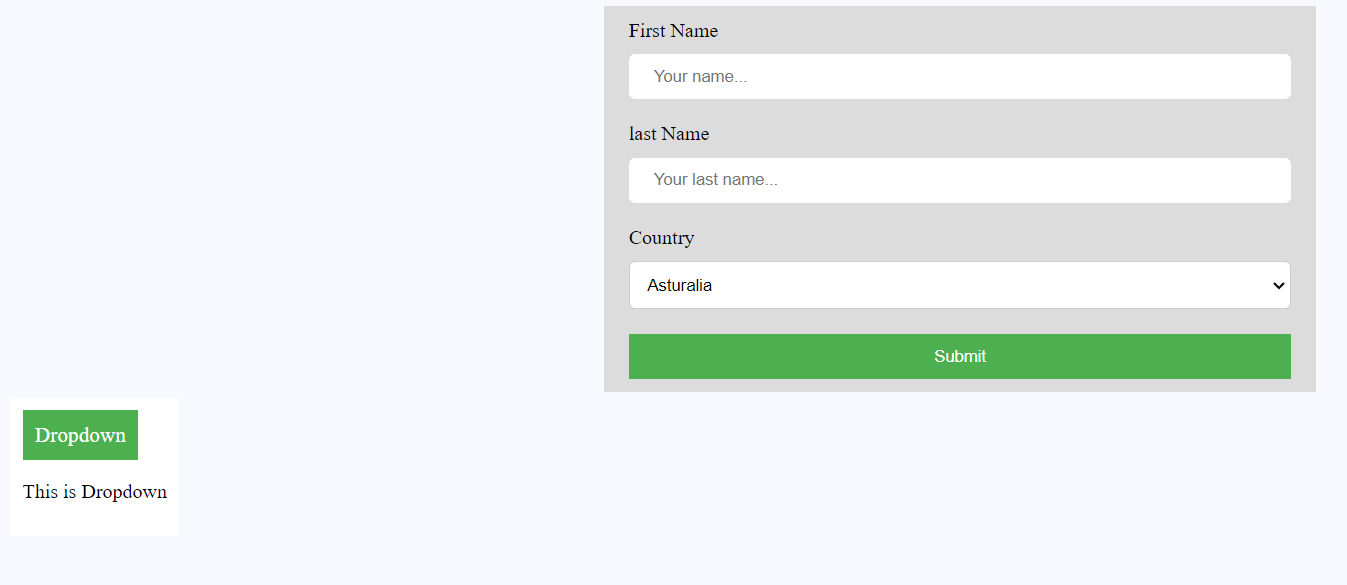 First Name
Your name...
last Name
Your last name...
Country
Asturalia
Submit
Dropdown
This is Dropdown